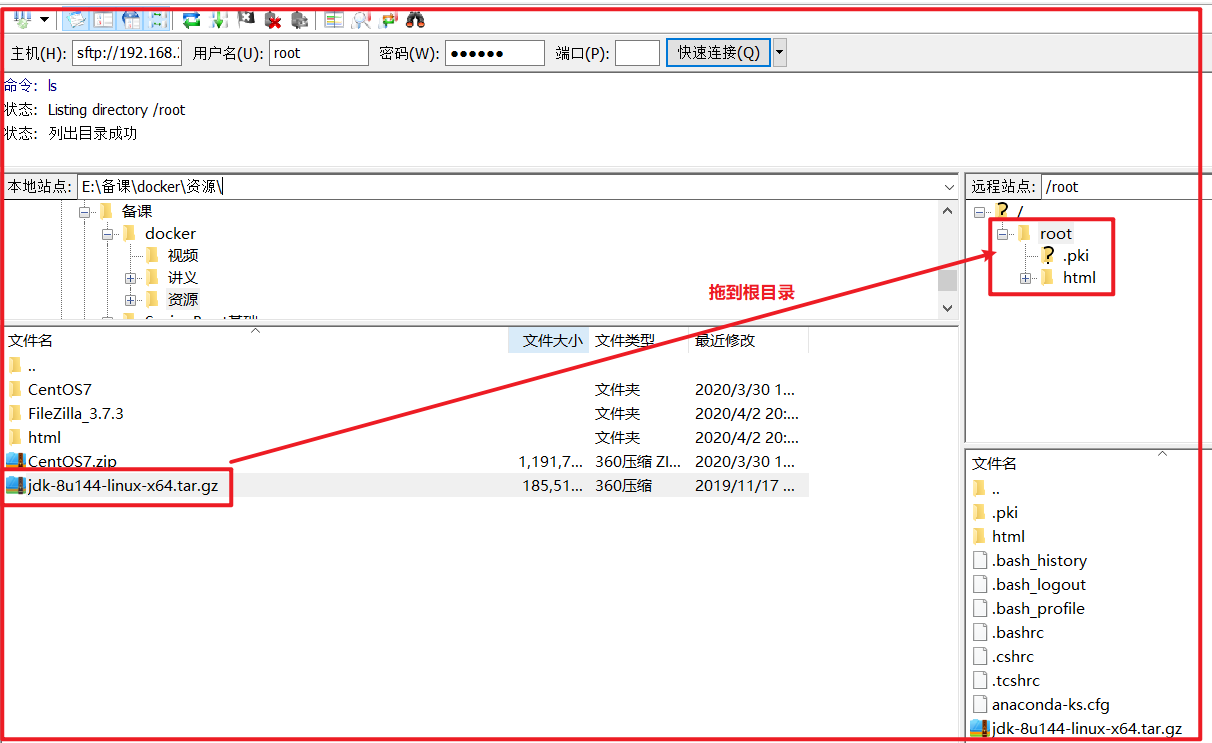 主机(H): sftp://192.168. 用户名(U): root 密码(W): ●●●●●● 端口(P): 快速连接(Q)
命令: ls
状态: Listing directory /root
状态: 列出目录成功
本地站点: E:\备课\docker\资源\
备课
docker
视频
讲义
资源
远程站点: /root
/
root
.pki
html
拖到根目录
文件名 文件大小 文件类型 最近修改
..
CentOS7 文件夹 2020/3/30 1...
FileZilla_3.7.3 文件夹 2020/4/2 20:...
html 文件夹 2020/4/2 20:...
CentOS7.zip 1,191,7... 360压缩 ZI... 2020/3/30 1...
jdk-8u144-linux-x64.tar.gz 185,51... 360压缩 2019/11/17 ...
文件名
..
.pki
html
.bash_history
.bash_logout
.bash_profile
.bashrc
.cshrc
.tcshrc
anaconda-ks.cfg
jdk-8u144-linux-x64.tar.gz